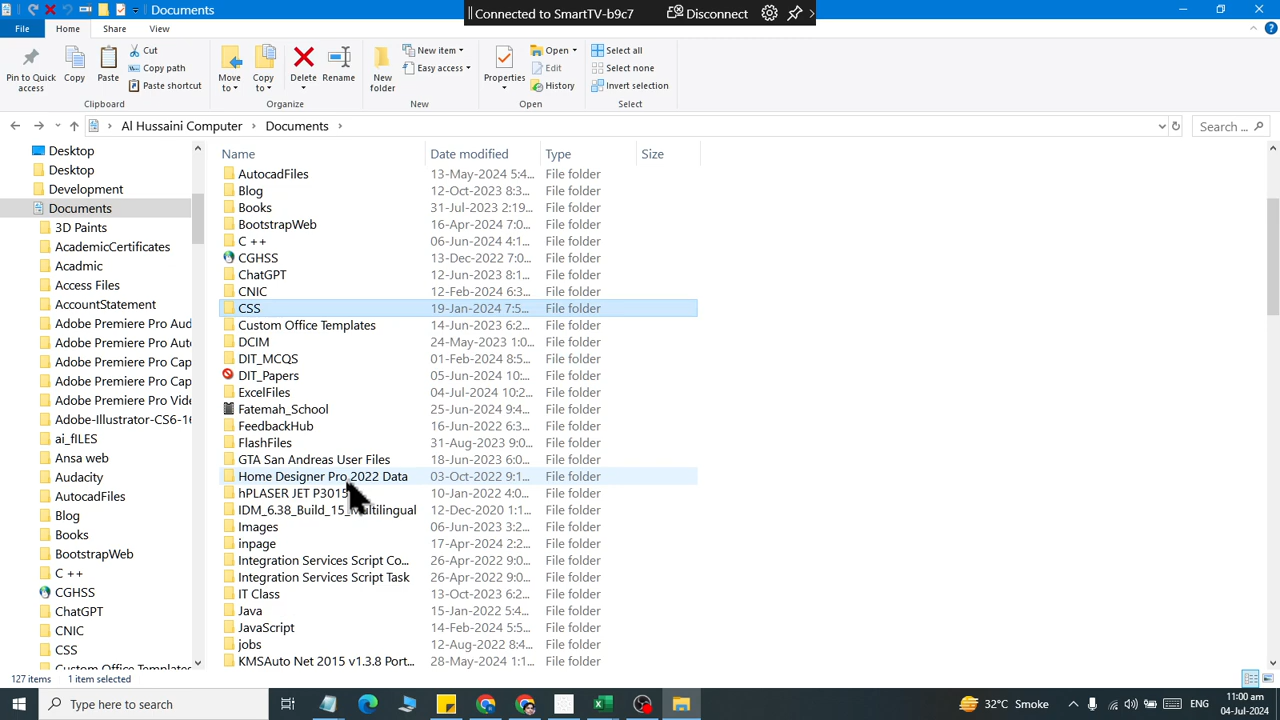 Documents
Connected to SmartTV-b9c7
Disconnect
File
Home
Share
View
Pin to Quick access
Copy
Paste
Cut
Copy path
Paste shortcut
Clipboard
Move to
Copy to
Delete
Rename
Organize
New folder
New item
Easy access
New
Properties
Open
Edit
History
Open
Select all
Select none
Invert selection
Select
Al Hussaini Computer
Documents
Search ...
Desktop
Desktop
Development
Documents
3D Paints
AcademicCertificates
Acadmic
Access Files
AccountStatement
Adobe Premiere Pro Aud
Adobe Premiere Pro Aut
Adobe Premiere Pro Cap
Adobe Premiere Pro Cap
Adobe Premiere Pro Vide
Adobe-Illustrator-CS6-16
ai_fILES
Ansa web
Audacity
AutocadFiles
Blog
Books
BootstrapWeb
C ++
CGHSS
ChatGPT
CNIC
CSS
Custom Office Templates
Name Date modified Type Size
AutocadFiles 13-May-2024 5:4... File folder
Blog 12-Oct-2023 8:3... File folder
Books 31-Jul-2023 2:19... File folder
BootstrapWeb 16-Apr-2024 7:0... File folder
C ++ 06-Jun-2024 4:1... File folder
CGHSS 13-Dec-2022 7:0... File folder
ChatGPT 12-Jun-2023 8:1... File folder
CNIC 12-Feb-2024 6:3... File folder
CSS 19-Jan-2024 7:5... File folder
Custom Office Templates 14-Jun-2023 6:2... File folder
DCIM 24-May-2023 1:0... File folder
DIT_MCQS 01-Feb-2024 8:5... File folder
DIT_Papers 05-Jun-2024 10:... File folder
ExcelFiles 04-Jul-2024 10:2... File folder
Fatemah_School 25-Jun-2024 9:4... File folder
FeedbackHub 16-Jun-2022 6:3... File folder
FlashFiles 31-Aug-2023 9:0... File folder
GTA San Andreas User Files 18-Jun-2023 6:0... File folder
Home Designer Pro 2022 Data 03-Oct-2022 9:1... File folder
hPLASER JET P3015 10-Jan-2022 4:0... File folder
IDM_6.38_Build_15_Multilingual 12-Dec-2020 1:... File folder
Images 06-Jun-2024 3:2... File folder
inpage 17-Apr-2024 2:2... File folder
Integration Services Script Co... 26-Apr-2022 9:0... File folder
Integration Services Script Task 26-Apr-2022 9:0... File folder
IT Class 13-Oct-2023 6:2... File folder
Java 15-Jan-2022 5:4... File folder
JavaScript 14-Feb-2024 5:5... File folder
jobs 12-Aug-2022 8:4... File folder
KMSAuto Net 2015 v1.3.8 Port... 28-May-2024 1:1... File folder
127 items 1 item selected
Type here to search
32°C Smoke
ENG
11:00 am
04-Jul-2024